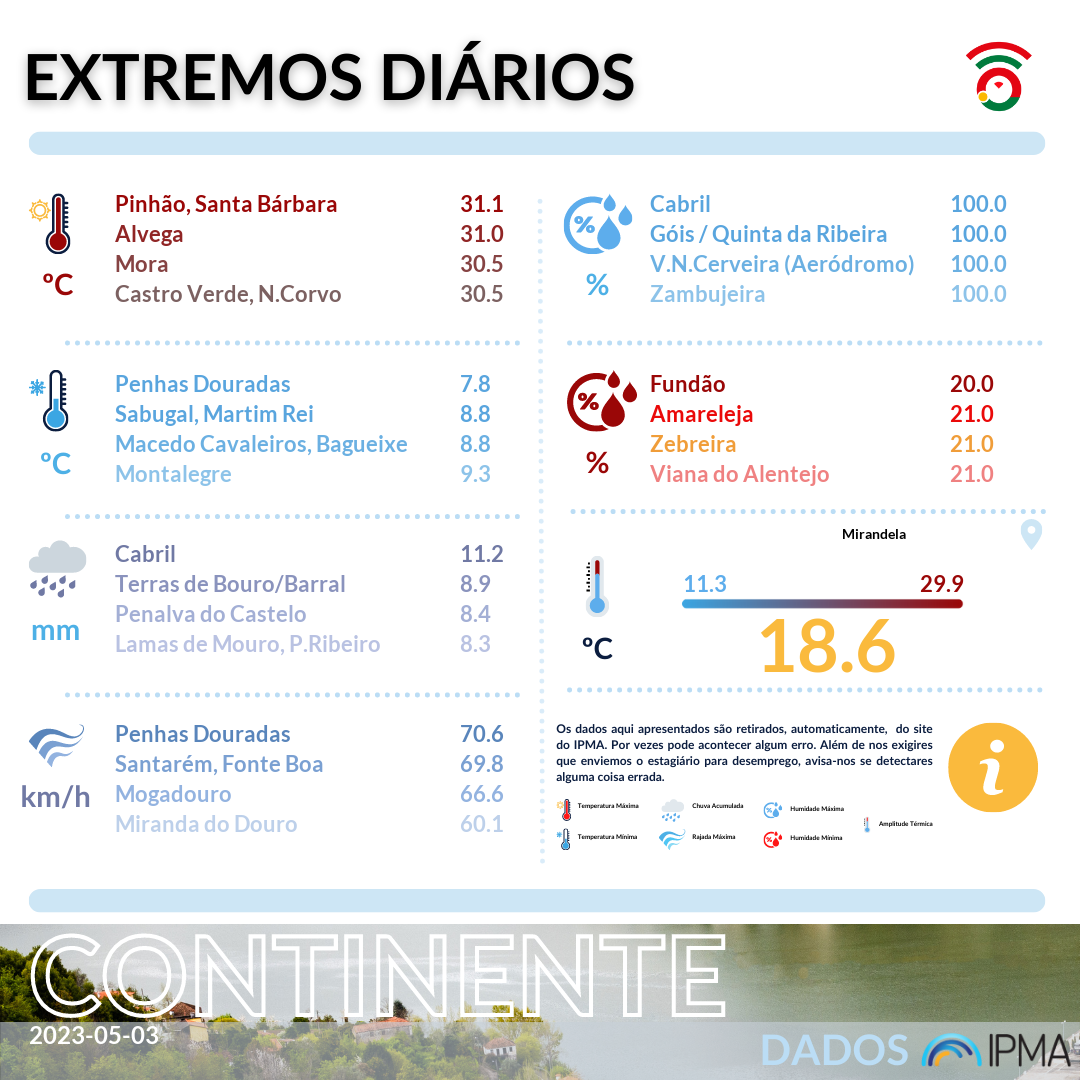 EXTREMOS DIÁRIOS
Pinhão, Santa Bárbara 31.1
Alvega 31.0
Mora 30.5
Castro Verde, N.Corvo 30.5
ºC
Penhas Douradas 7.8
Sabugal, Martim Rei 8.8
Macedo Cavaleiros, Bagueixe 8.8
Montalegre 9.3
ºC
Cabril 11.2
Terras de Bouro/Barral 8.9
Penalva do Castelo 8.4
Lamas de Mouro, P.Ribeiro 8.3
mm
Penhas Douradas 70.6
Santarém, Fonte Boa 69.8
Mogadouro 66.6
Miranda do Douro 60.1
km/h
%
Cabril 100.0
Góis / Quinta da Ribeira 100.0
V.N.Cerveira (Aeródromo) 100.0
Zambujeira 100.0
%
%
Fundão 20.0
Amareleja 21.0
Zebreira 21.0
Viana do Alentejo 21.0
%
Mirandela
11.3 29.9
18.6
ºC
Os dados aqui apresentados são retirados, automaticamente, do site
do IPMA. Por vezes pode acontecer algum erro. Além de nos exigires
que enviemos o estagiário para desemprego, avisa-nos se detectares
alguma coisa errada.
i
Temperatura Máxima Chuva Acumulada % Humidade Máxima
Amplitude Térmica
Temperatura Mínima Rajada Máxima % Humidade Mínima
CONTINENTE
2023-05-03
DADOS IPMA